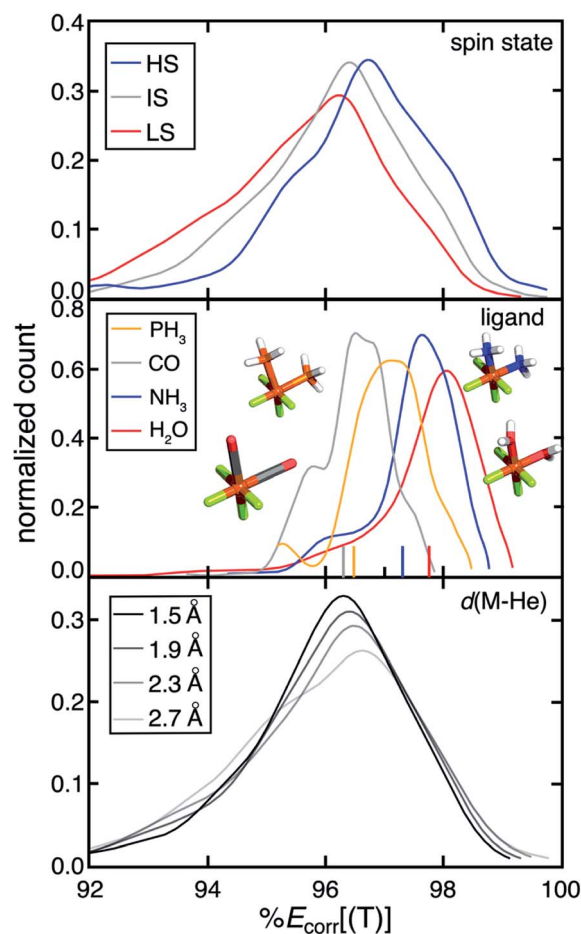 0.4
spin state
HS
0.3
IS
LS
0.2
0.1
0.0
0.8
ligand
PH3
CO
0.6
NH3
H2O
0.4
normalized count
0.2
0.0
d(M-He)
0.3
1.5 Å
1.9 Å
2.3 Å
0.2
2.7 Å
0.1
0.0
92 94 96 98 100
%Ecorr[(T)]